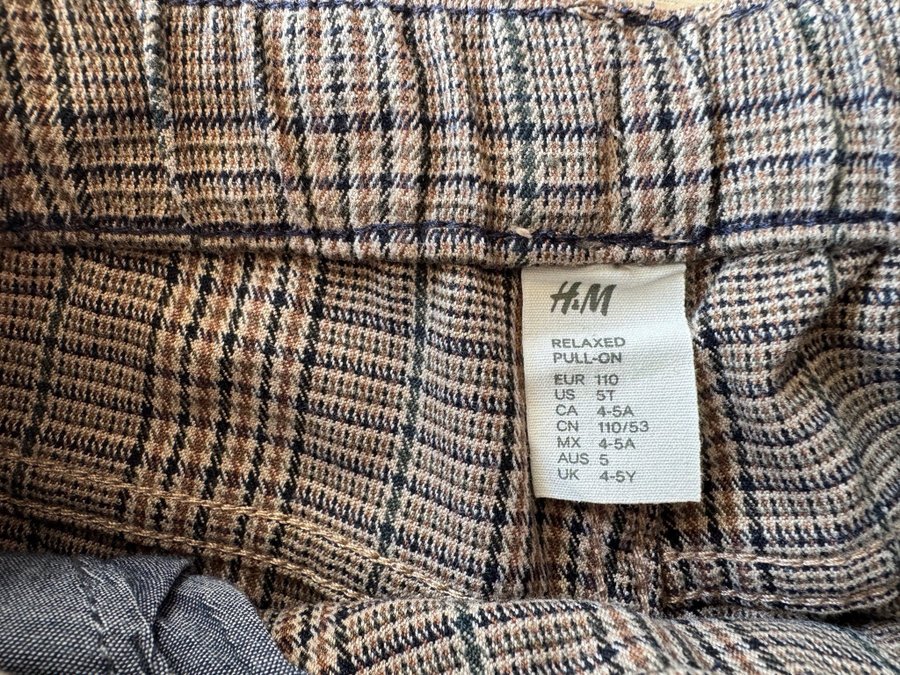 H&M
RELAXED
PULL-ON
EUR 110
US 5T
CA 4-5A
CN 110/53
MX 4-5A
AUS 5
UK 4-5Y